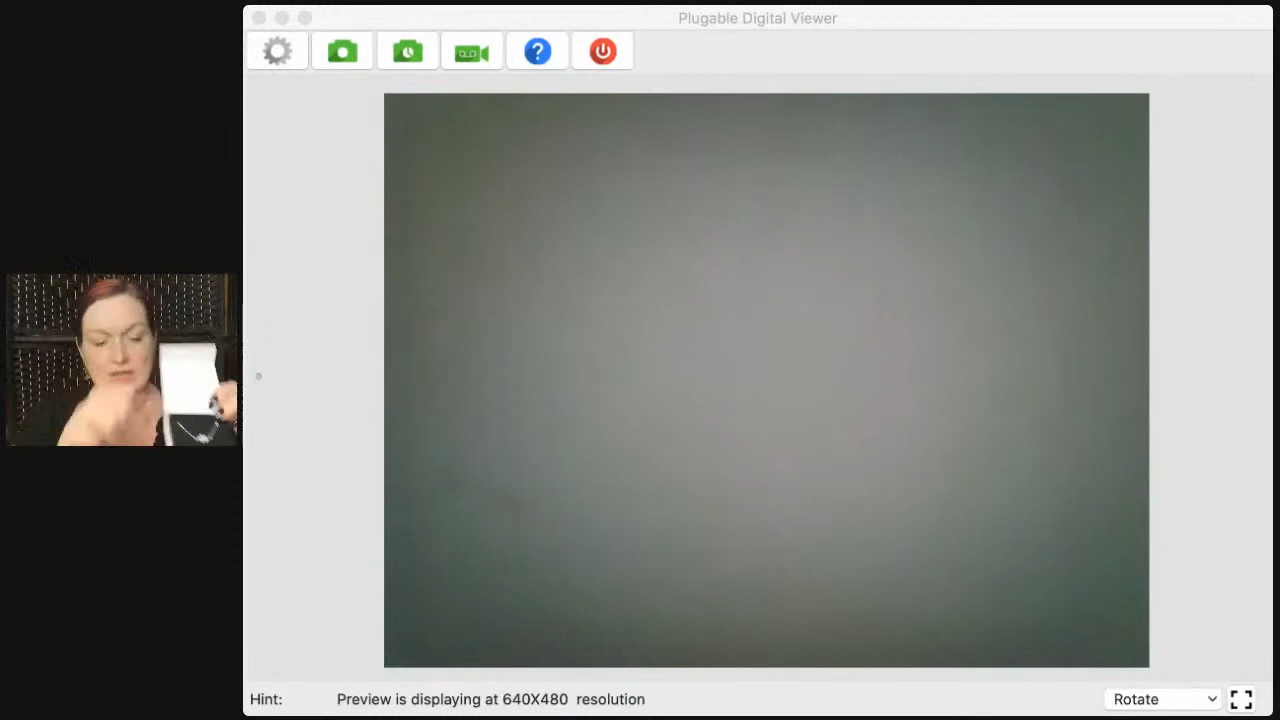 Plugable Digital Viewer
?
Hint: Preview is displaying at 640X480 resolution
Rotate